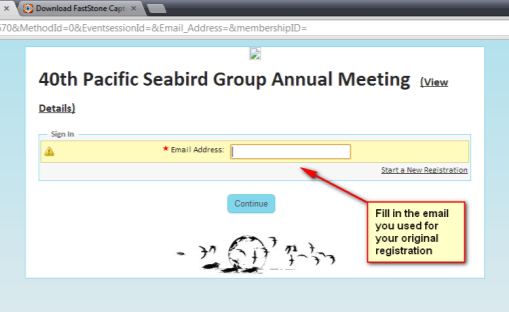 Download FastStone Capt
570&MethodId=0&EventsessionId=&Email_Address=&membershipID=
40th Pacific Seabird Group Annual Meeting (View
Details)
Sign In
* Email Address:
Start a New Registration
Continue
Fill in the email
you used for
your original
registration